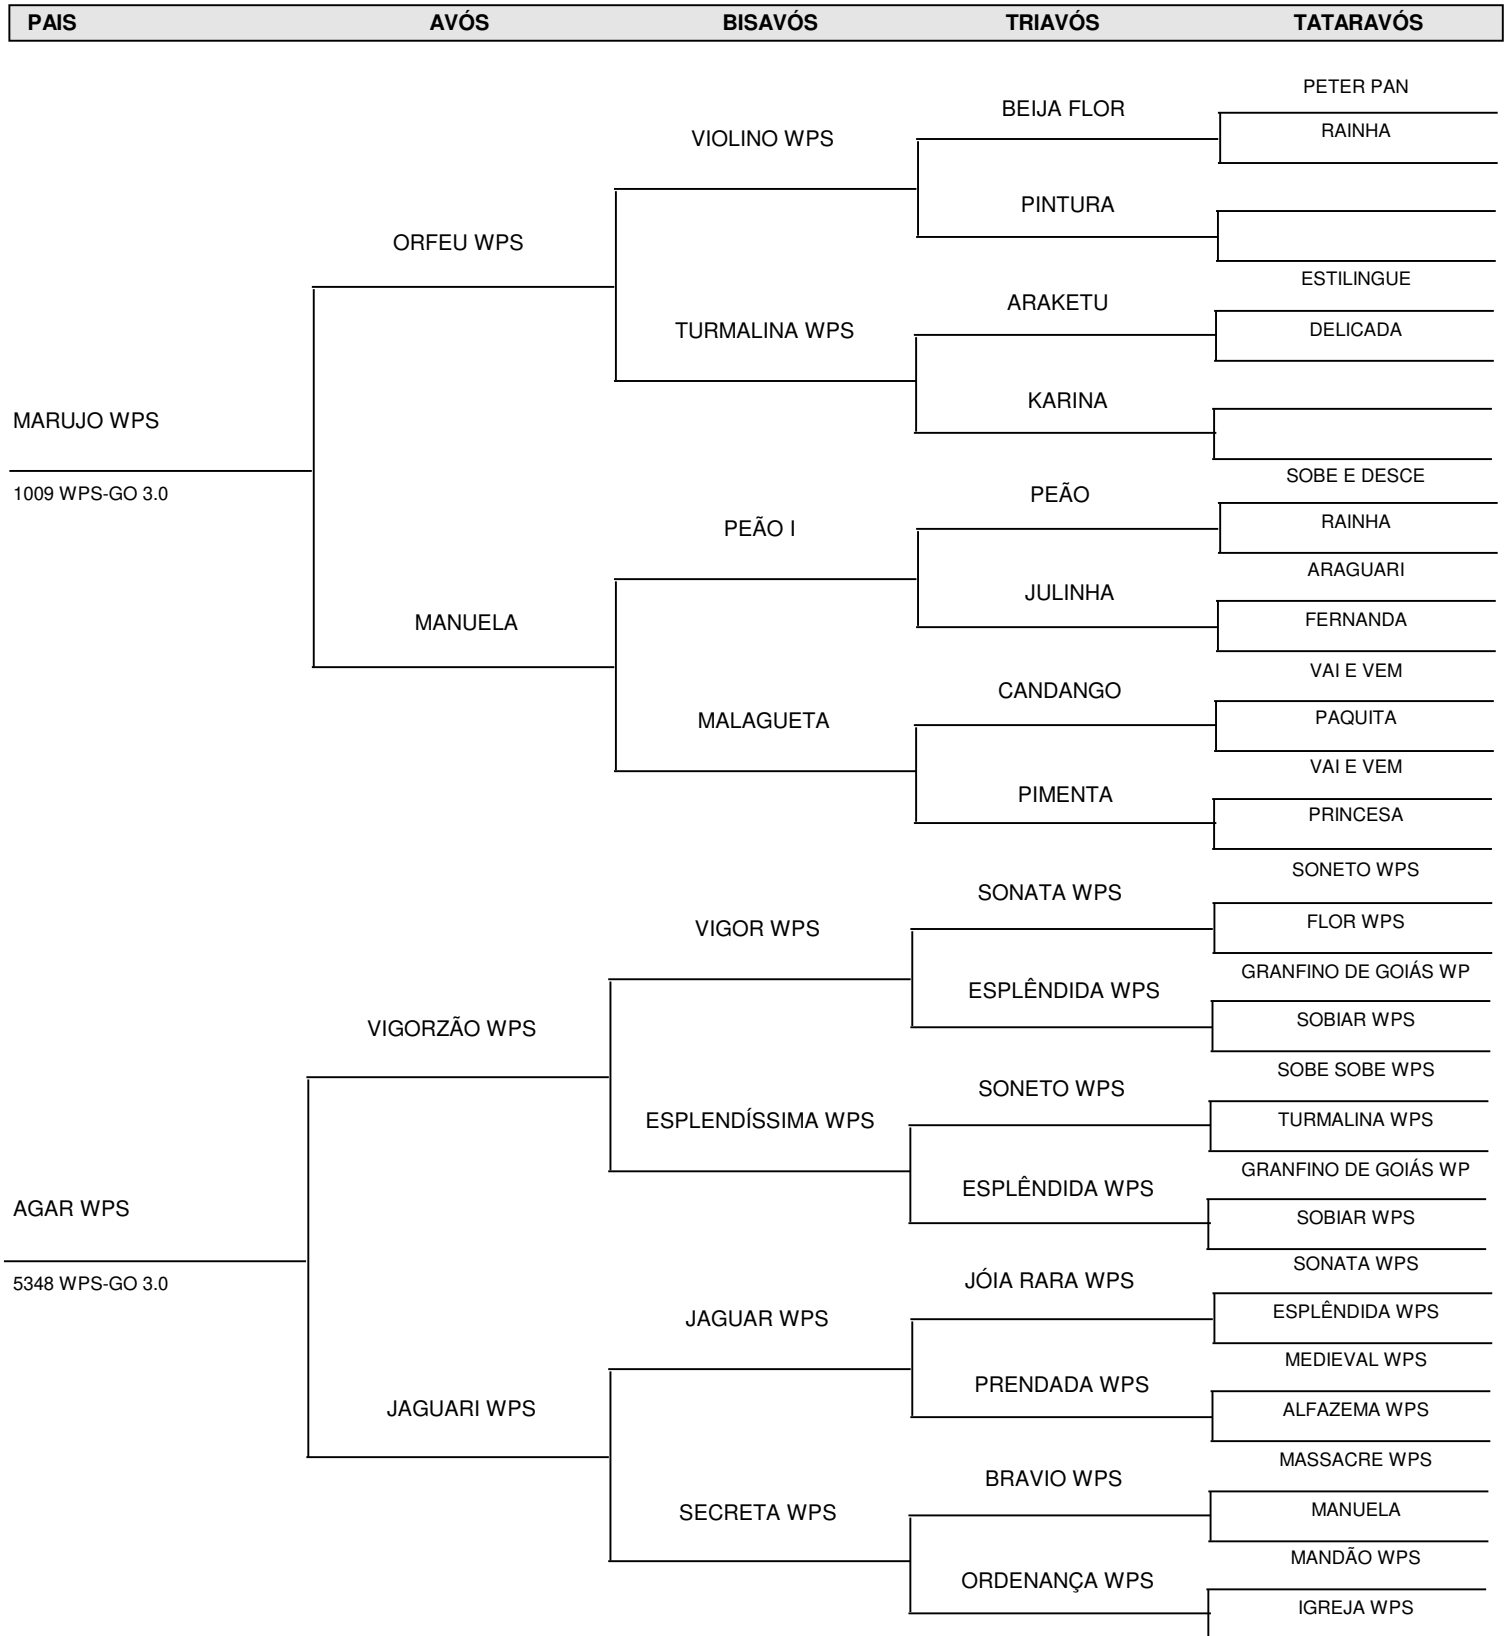 PAIS AVÓS BISAVÓS TRIAVÓS TATARAVÓS
PETER PAN
BEIJA FLOR
RAINHA
VIOLINO WPS
PINTURA
ORFEU WPS
ESTILINGUE
ARAKETU
DELICADA
TURMALINA WPS
KARINA
MARUJO WPS
1009 WPS-GO 3.0
SOBE E DESCE
PEÃO
RAINHA
PEÃO I
ARAGUARI
JULINHA
FERNANDA
MANUELA
VAI E VEM
CANDANGO
PAQUITA
MALAGUETA
VAI E VEM
PIMENTA
PRINCESA
SONETO WPS
SONATA WPS
FLOR WPS
VIGOR WPS
GRANFINO DE GOIÁS WP
ESPLÊNDIDA WPS
SOBIAR WPS
VIGORZÃO WPS
SOBE SOBE WPS
SONETO WPS
TURMALINA WPS
ESPLENDÍSSIMA WPS
GRANFINO DE GOIÁS WP
ESPLÊNDIDA WPS
SOBIAR WPS
AGAR WPS
5348 WPS-GO 3.0
SONATA WPS
JÓIA RARA WPS
ESPLÊNDIDA WPS
JAGUAR WPS
MEDIEVAL WPS
PRENDADA WPS
ALFAZEMA WPS
JAGUARI WPS
MASSACRE WPS
BRAVIO WPS
MANUELA
SECRETA WPS
MANDÃO WPS
ORDENANÇA WPS
IGREJA WPS